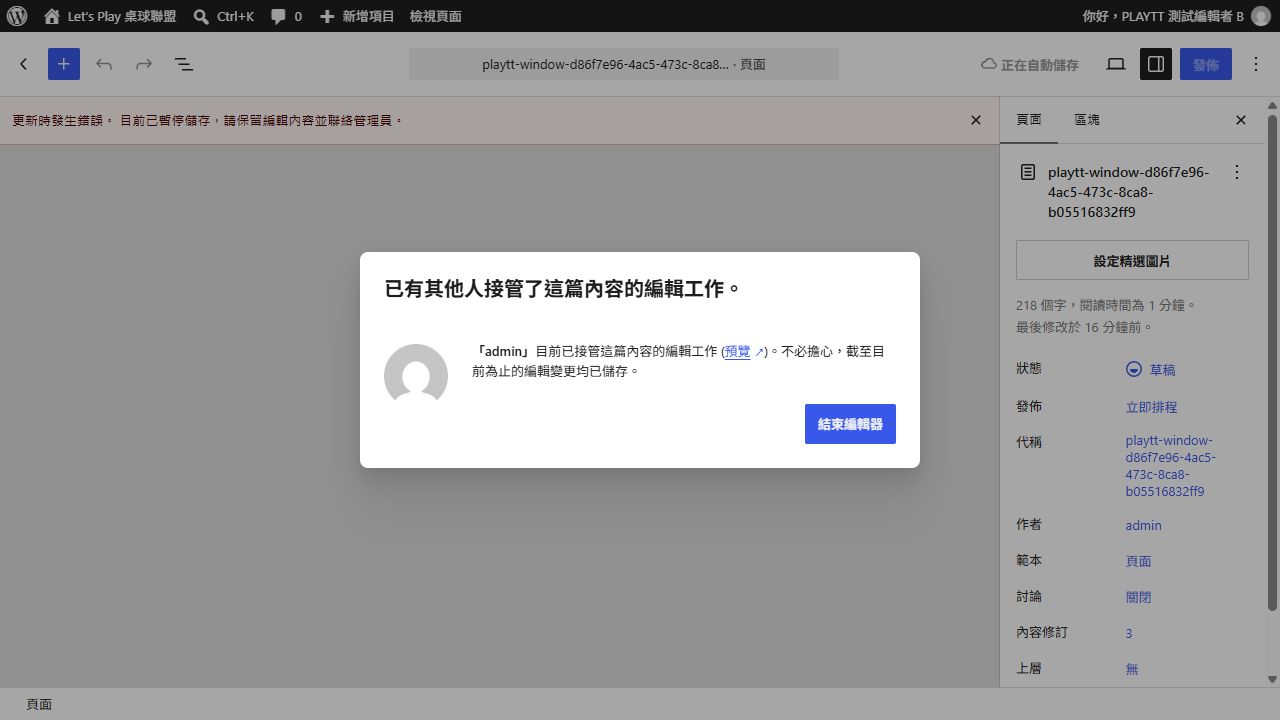 Let's Play 桌球聯盟 Ctrl+K 0 新增項目 檢視頁面 你好，PLAYTT 測試編輯者 B
playtt-window-d86f7e96-4ac5-473c-8ca8... · 頁面 正在自動儲存 發佈
更新時發生錯誤。 目前已暫停儲存，請保留編輯內容並聯絡管理員。
已有其他人接管了這篇內容的編輯工作。
「admin」目前已接管這篇內容的編輯工作 (預覽 ↗)。不必擔心，截至目
前為止的編輯變更均已儲存。
結束編輯器
頁面 區塊
playtt-window-d86f7e96-
4ac5-473c-8ca8-
b05516832ff9
設定精選圖片
218 個字，閱讀時間為 1 分鐘。
最後修改於 16 分鐘前。
狀態 草稿
發佈 立即排程
代稱 playtt-window-
d86f7e96-4ac5-
473c-8ca8-
b05516832ff9
作者 admin
範本 頁面
討論 關閉
內容修訂 3
上層 無
頁面